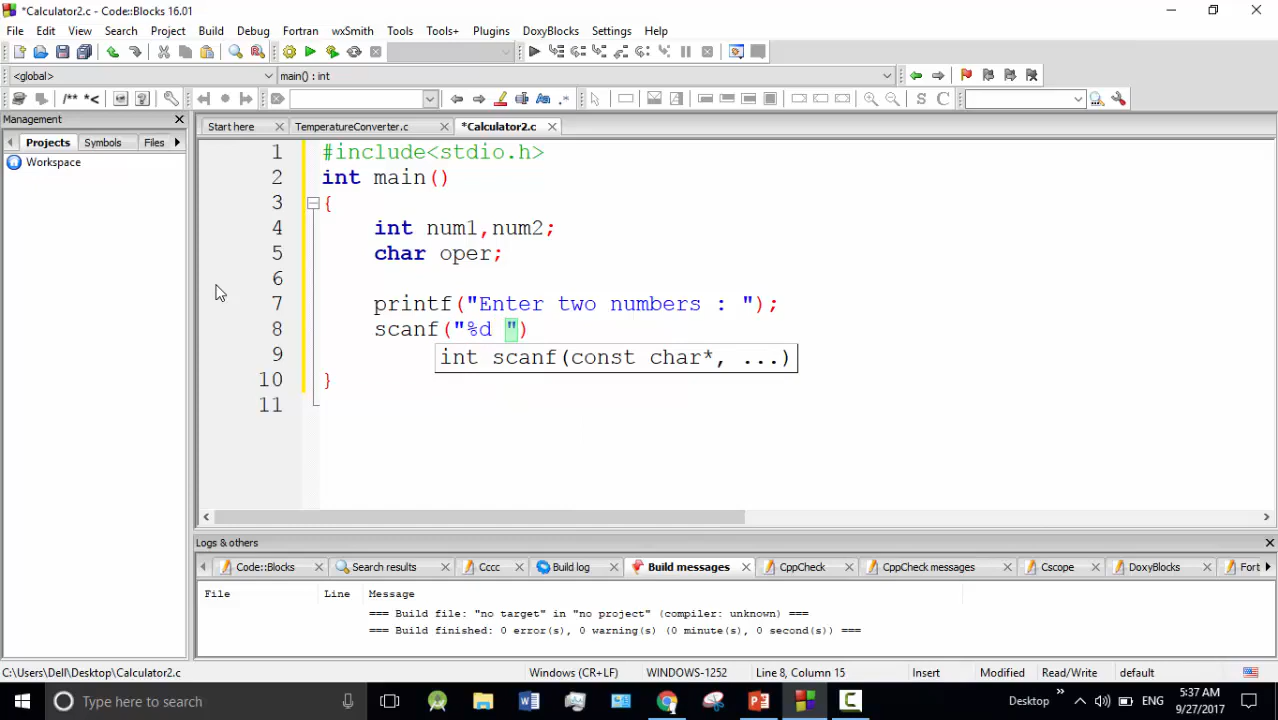 *Calculator2.c - Code::Blocks 16.01
File Edit View Search Project Build Debug Fortran wxSmith Tools Tools+ Plugins DoxyBlocks Settings Help
<global> main() : int
/** *< S C
Management Start here TemperatureConverter.c *Calculator2.c
Projects Symbols Files
Workspace
1 #include<stdio.h>
2 int main()
3 {
4 int num1,num2;
5 char oper;
6
7 printf("Enter two numbers : ");
8 scanf("%d ")
9 int scanf(const char*, ...)
10 }
11
Logs & others
Code::Blocks Search results Cccc Build log Build messages CppCheck CppCheck messages Cscope DoxyBlocks Fort
File Line Message
=== Build file: "no target" in "no project" (compiler: unknown) ===
=== Build finished: 0 error(s), 0 warning(s) (0 minute(s), 0 second(s)) ===
C:\Users\Dell\Desktop\Calculator2.c Windows (CR+LF) WINDOWS-1252 Line 8, Column 15 Insert Modified Read/Write default
Type here to search Desktop ENG 5:37 AM
9/27/2017